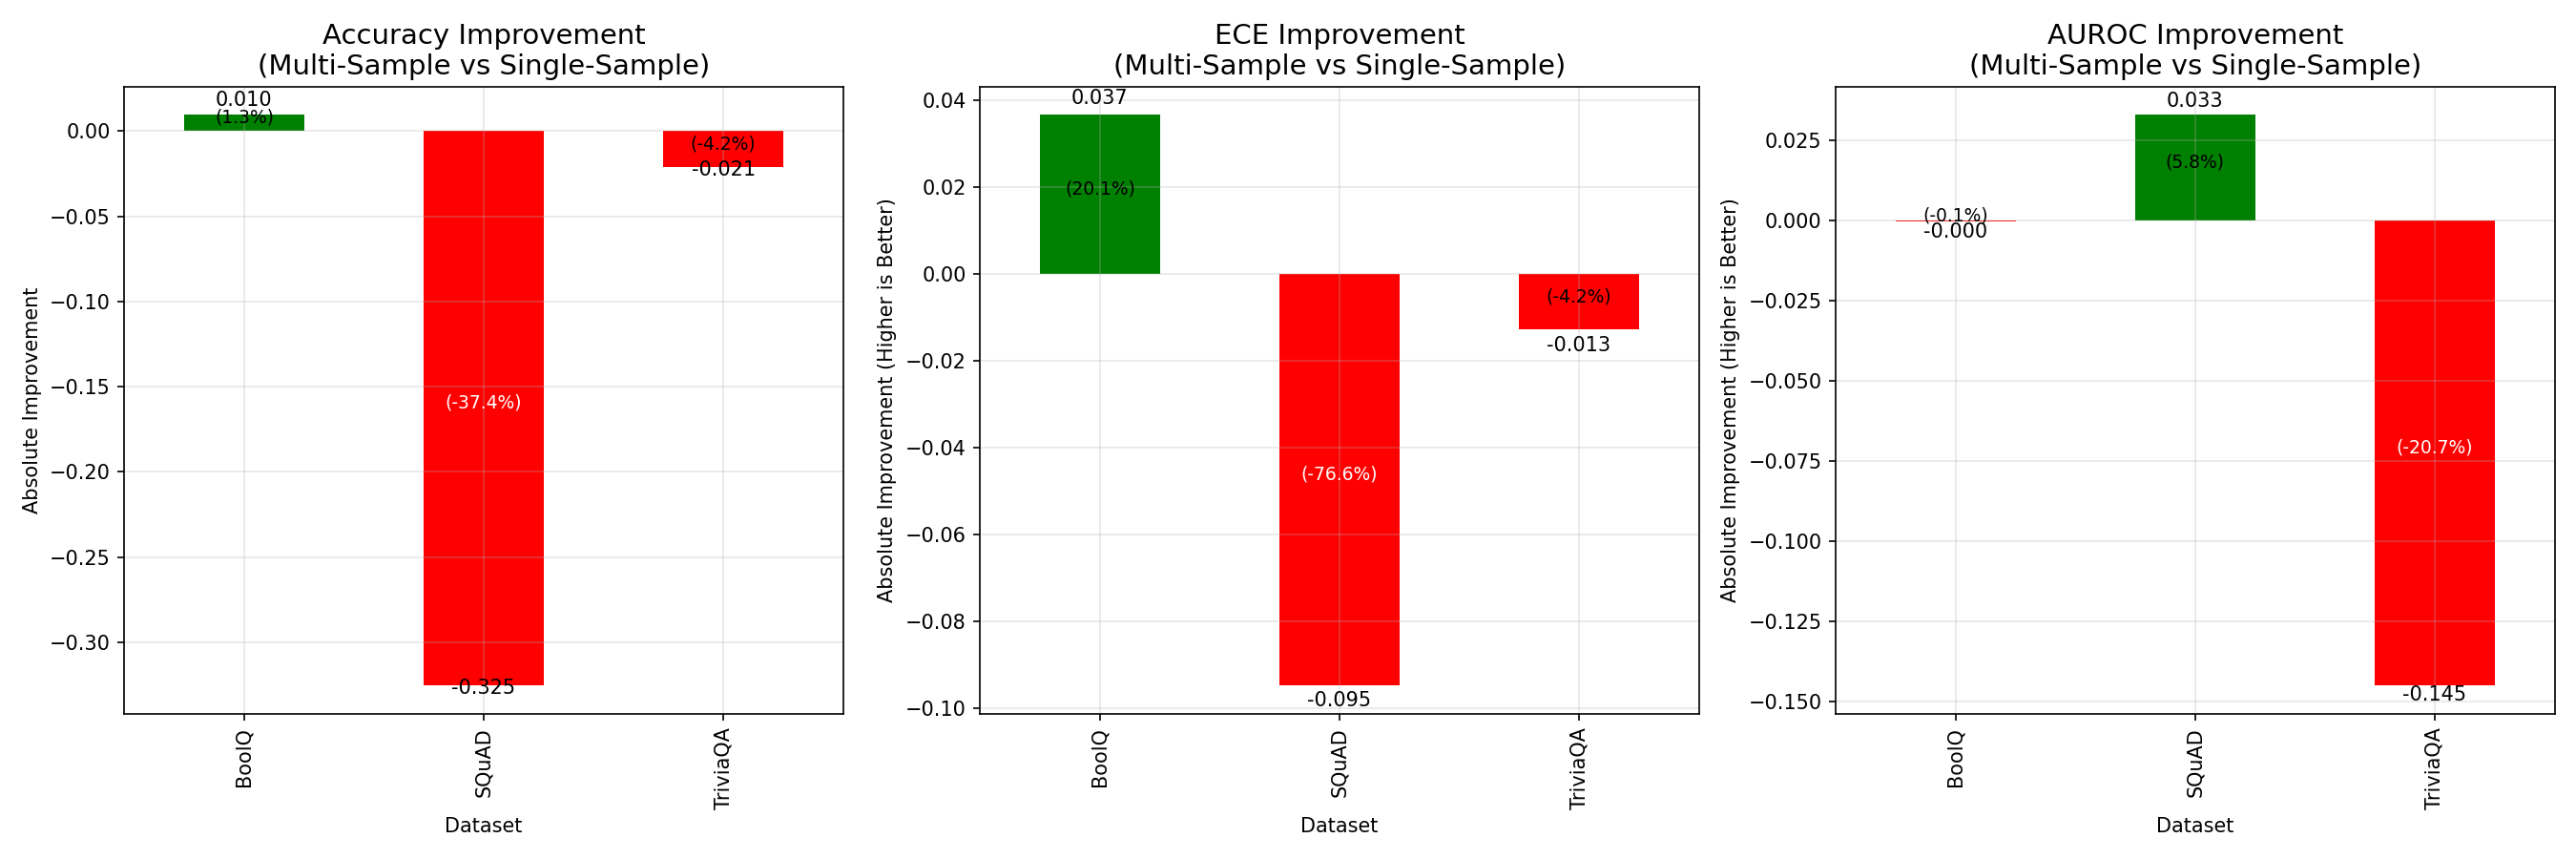 Accuracy Improvement
(Multi-Sample vs Single-Sample)
Absolute Improvement
0.00
−0.05
−0.10
−0.15
−0.20
−0.25
−0.30
0.010
(1.3%)
(-37.4%)
-0.325
(-4.2%)
-0.021
BoolQ
SQuAD
TriviaQA
Dataset
ECE Improvement
(Multi-Sample vs Single-Sample)
Absolute Improvement (Higher is Better)
0.04
0.02
0.00
−0.02
−0.04
−0.06
−0.08
−0.10
0.037
(20.1%)
(-76.6%)
-0.095
(-4.2%)
-0.013
BoolQ
SQuAD
TriviaQA
Dataset
AUROC Improvement
(Multi-Sample vs Single-Sample)
Absolute Improvement (Higher is Better)
0.025
0.000
−0.025
−0.050
−0.075
−0.100
−0.125
−0.150
(-0.1%)
-0.000
0.033
(5.8%)
(-20.7%)
-0.145
BoolQ
SQuAD
TriviaQA
Dataset